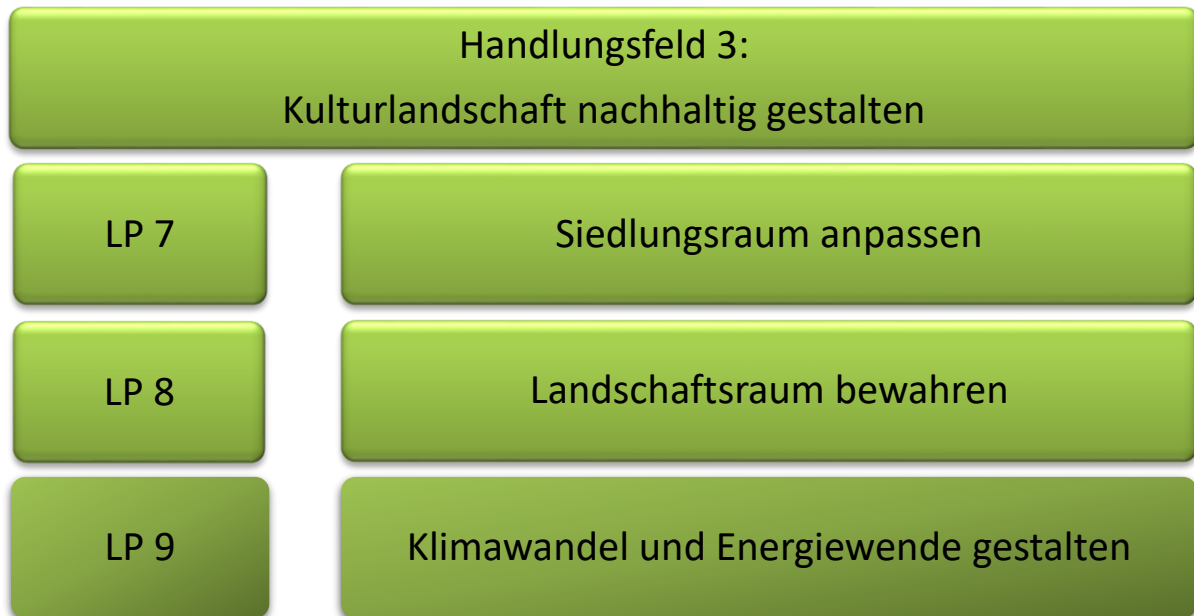 Handlungsfeld 3:
Kulturlandschaft nachhaltig gestalten
LP 7
Siedlungsraum anpassen
LP 8
Landschaftsraum bewahren
LP 9
Klimawandel und Energiewende gestalten